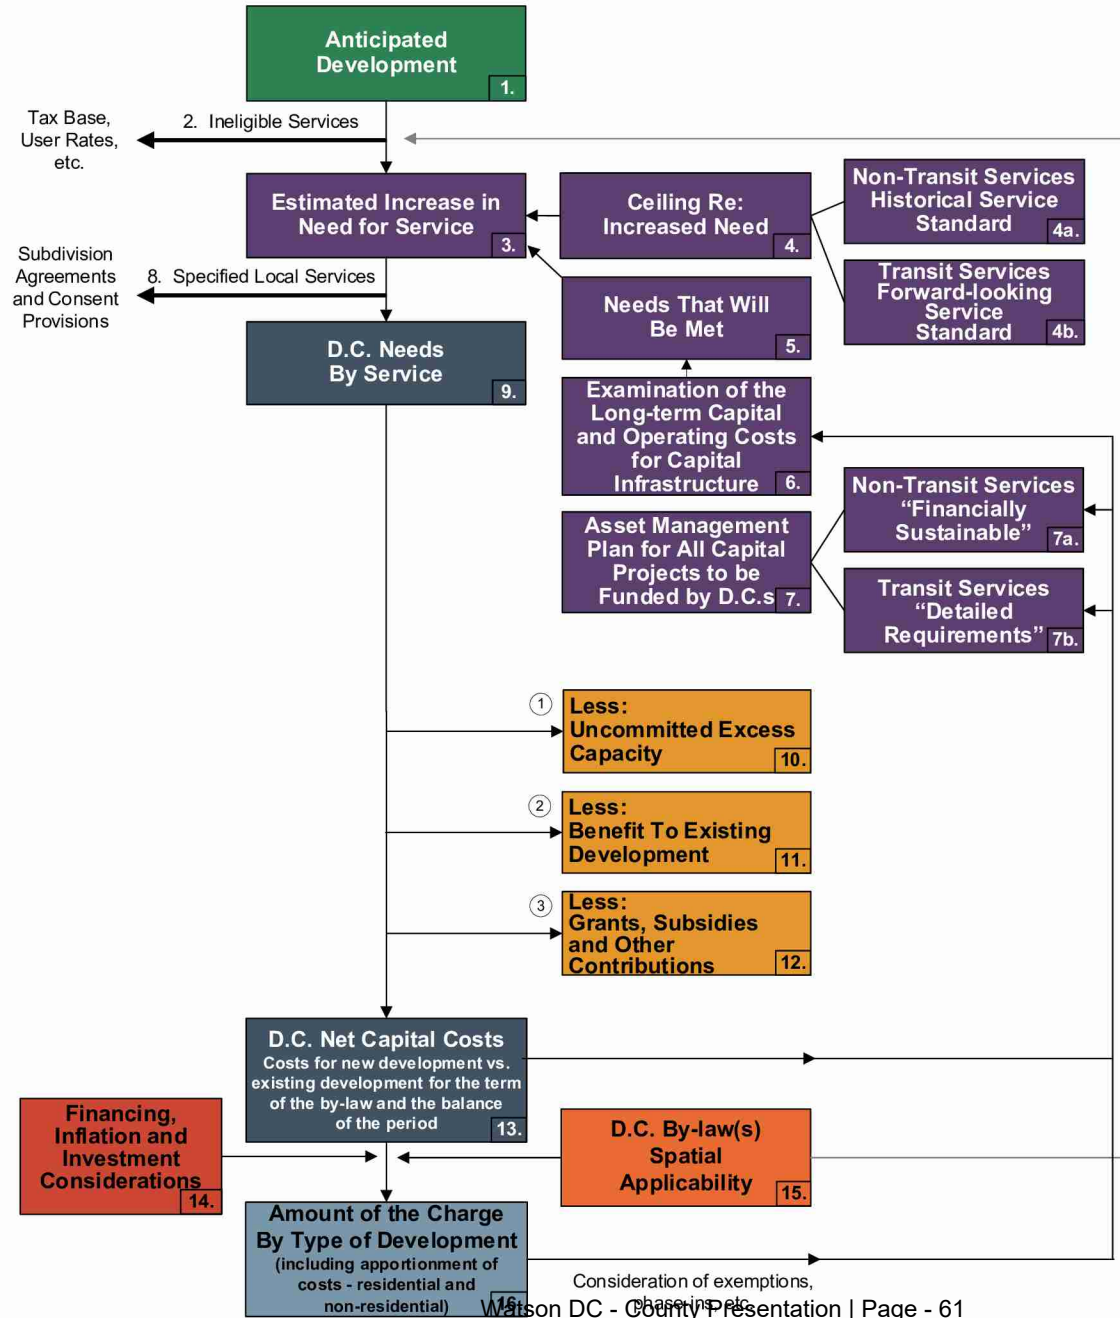 Anticipated
Development
1.
Tax Base,
User Rates,
etc.
2. Ineligible Services
Estimated Increase in
Need for Service
3.
Ceiling Re:
Increased Need
4.
Non-Transit Services
Historical Service
Standard
4a.
Transit Services
Forward-looking
Service
Standard
4b.
Subdivision
Agreements
and Consent
Provisions
8. Specified Local Services
Needs That Will
Be Met
5.
D.C. Needs
By Service
9.
Examination of the
Long-term Capital
and Operating Costs
for Capital
Infrastructure
6.
Non-Transit Services
“Financially
Sustainable”
7a.
Asset Management
Plan for All Capital
Projects to be
Funded by D.C.s
7.
Transit Services
“Detailed
Requirements”
7b.
1
Less:
Uncommitted Excess
Capacity
10.
2
Less:
Benefit To Existing
Development
11.
3
Less:
Grants, Subsidies
and Other
Contributions
12.
D.C. Net Capital Costs
Costs for new development vs.
existing development for the term
of the by-law and the balance
of the period
13.
Financing,
Inflation and
Investment
Considerations
14.
D.C. By-law(s)
Spatial
Applicability
15.
Amount of the Charge
By Type of Development
(including apportionment of
costs - residential and
non-residential)
16.
Consideration of exemptions,
phase-ins, etc.
Watson DC - County Presentation | Page - 61